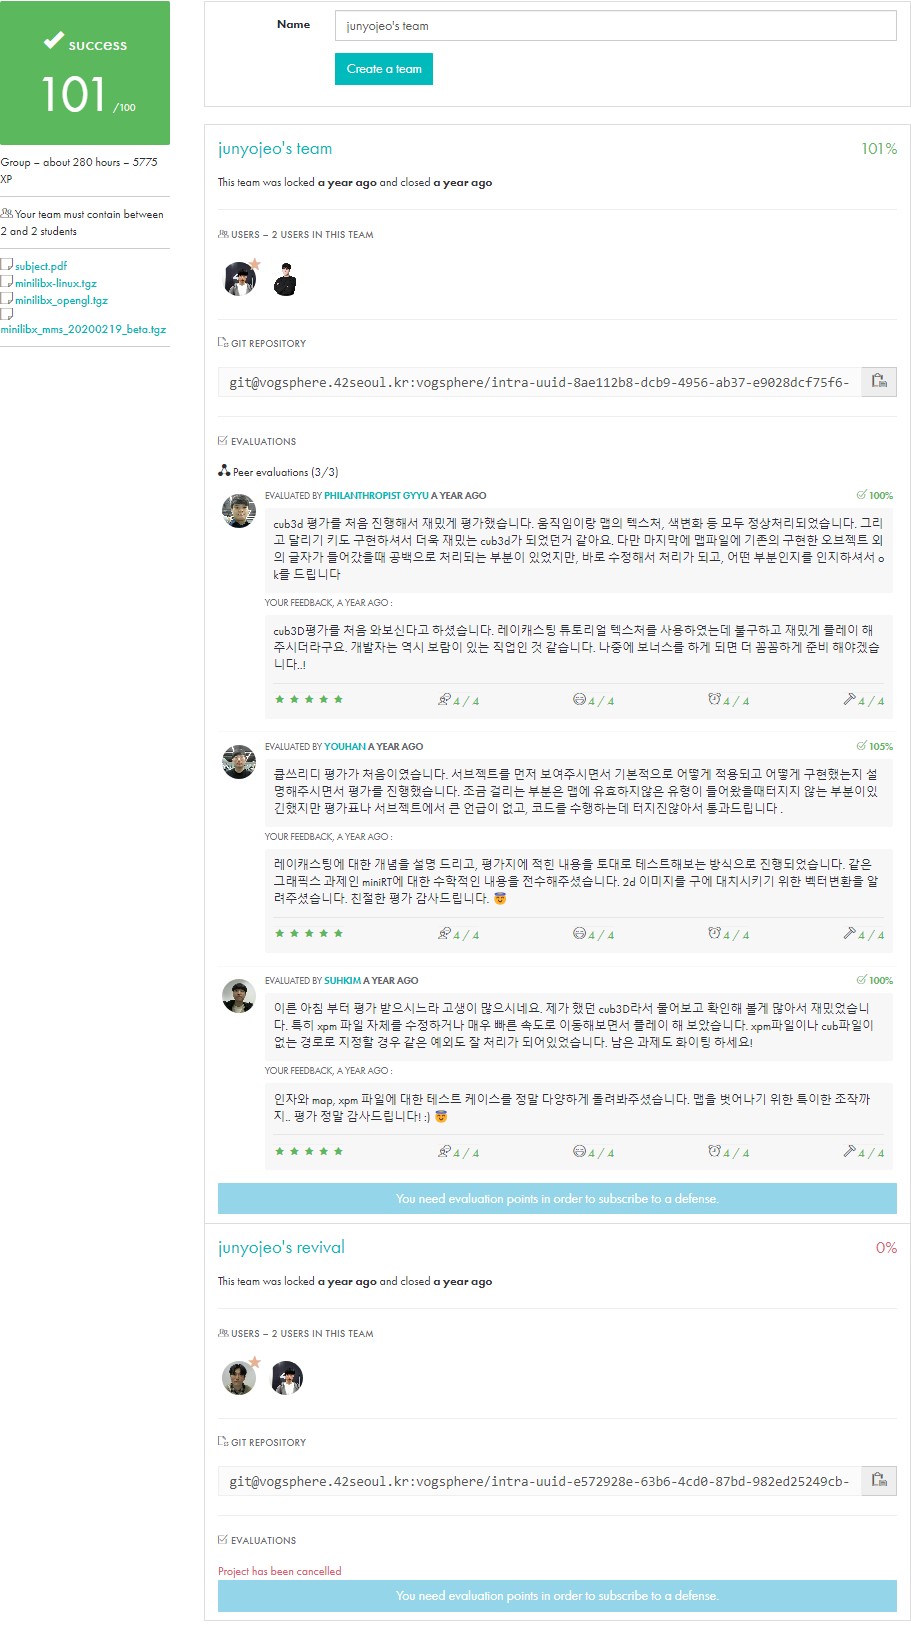 success
101 /100
Group – about 280 hours – 5775
XP
Your team must contain between
2 and 2 students
subject.pdf
minilibx-linux.tgz
minilibx_opengl.tgz
minilibx_mms_20200219_beta.tgz
Name
junyojeo's team
Create a team
junyojeo's team 101%
This team was locked a year ago and closed a year ago
USERS – 2 USERS IN THIS TEAM
GIT REPOSITORY
git@vogsphere.42seoul.kr:vogsphere/intra-uuid-8ae112b8-dcb9-4956-ab37-e9028dcf75f6-
EVALUATIONS
Peer evaluations (3/3)
EVALUATED BY PHILANTHROPIST GYYU A YEAR AGO 100%
cub3d 평가를 처음 진행해서 재밌게 평가했습니다. 움직임이랑 맵의 텍스처, 색변화 등 모두 정상처리되었습니다. 그리
고 달리기 키도 구현하셔서 더욱 재밌는 cub3d가 되었던거 같아요. 다만 마지막에 맵파일에 기존의 구현한 오브젝트 외
의 글자가 들어갔을때 공백으로 처리되는 부분이 있었지만, 바로 수정해서 처리가 되고, 어떤 부분인지를 인지하셔서 o
k를 드립니다
YOUR FEEDBACK, A YEAR AGO :
cub3D평가를 처음 와보신다고 하셨습니다. 레이캐스팅 튜토리얼 텍스처를 사용하였는데 불구하고 재밌게 플레이 해
주시더라구요. 개발자는 역시 보람이 있는 직업인 것 같습니다. 나중에 보너스를 하게 되면 더 꼼꼼하게 준비 해야겠습
니다..!
4 / 4 4 / 4 4 / 4 4 / 4
EVALUATED BY YOUHAN A YEAR AGO 105%
큡쓰리디 평가가 처음이였습니다. 서브젝트를 먼저 보여주시면서 기본적으로 어떻게 적용되고 어떻게 구현했는지 설
명해주시면서 평가를 진행했습니다. 조금 걸리는 부분은 맵에 유효하지않은 유형이 들어왔을때터지지 않는 부분이있
긴했지만 평가표나 서브젝트에서 큰 언급이 없고, 코드를 수행하는데 터지진않아서 통과드립니다 .
YOUR FEEDBACK, A YEAR AGO :
레이캐스팅에 대한 개념을 설명 드리고, 평가지에 적힌 내용을 토대로 테스트해보는 방식으로 진행되었습니다. 같은
그래픽스 과제인 miniRT에 대한 수학적인 내용을 전수해주셨습니다. 2d 이미지를 구에 대치시키기 위한 벡터변환을 알
려주셨습니다. 친절한 평가 감사드립니다. 😇
4 / 4 4 / 4 4 / 4 4 / 4
EVALUATED BY SUHKIM A YEAR AGO 100%
이른 아침 부터 평가 받으시느라 고생이 많으시네요. 제가 했던 cub3D라서 물어보고 확인해 볼게 많아서 재밌었습니
다. 특히 xpm 파일 자체를 수정하거나 매우 빠른 속도로 이동해보면서 플레이 해 보았습니다. xpm파일이나 cub파일이
없는 경로로 지정할 경우 같은 예외도 잘 처리가 되어있었습니다. 남은 과제도 화이팅 하세요!
YOUR FEEDBACK, A YEAR AGO :
인자와 map, xpm 파일에 대한 테스트 케이스를 정말 다양하게 돌려봐주셨습니다. 맵을 벗어나기 위한 특이한 조작까
지.. 평가 정말 감사드립니다! :) 😇
4 / 4 4 / 4 4 / 4 4 / 4
You need evaluation points in order to subscribe to a defense.
junyojeo's revival 0%
This team was locked a year ago and closed a year ago
USERS – 2 USERS IN THIS TEAM
GIT REPOSITORY
git@vogsphere.42seoul.kr:vogsphere/intra-uuid-e572928e-63b6-4cd0-87bd-982ed25249cb-
EVALUATIONS
Project has been cancelled
You need evaluation points in order to subscribe to a defense.